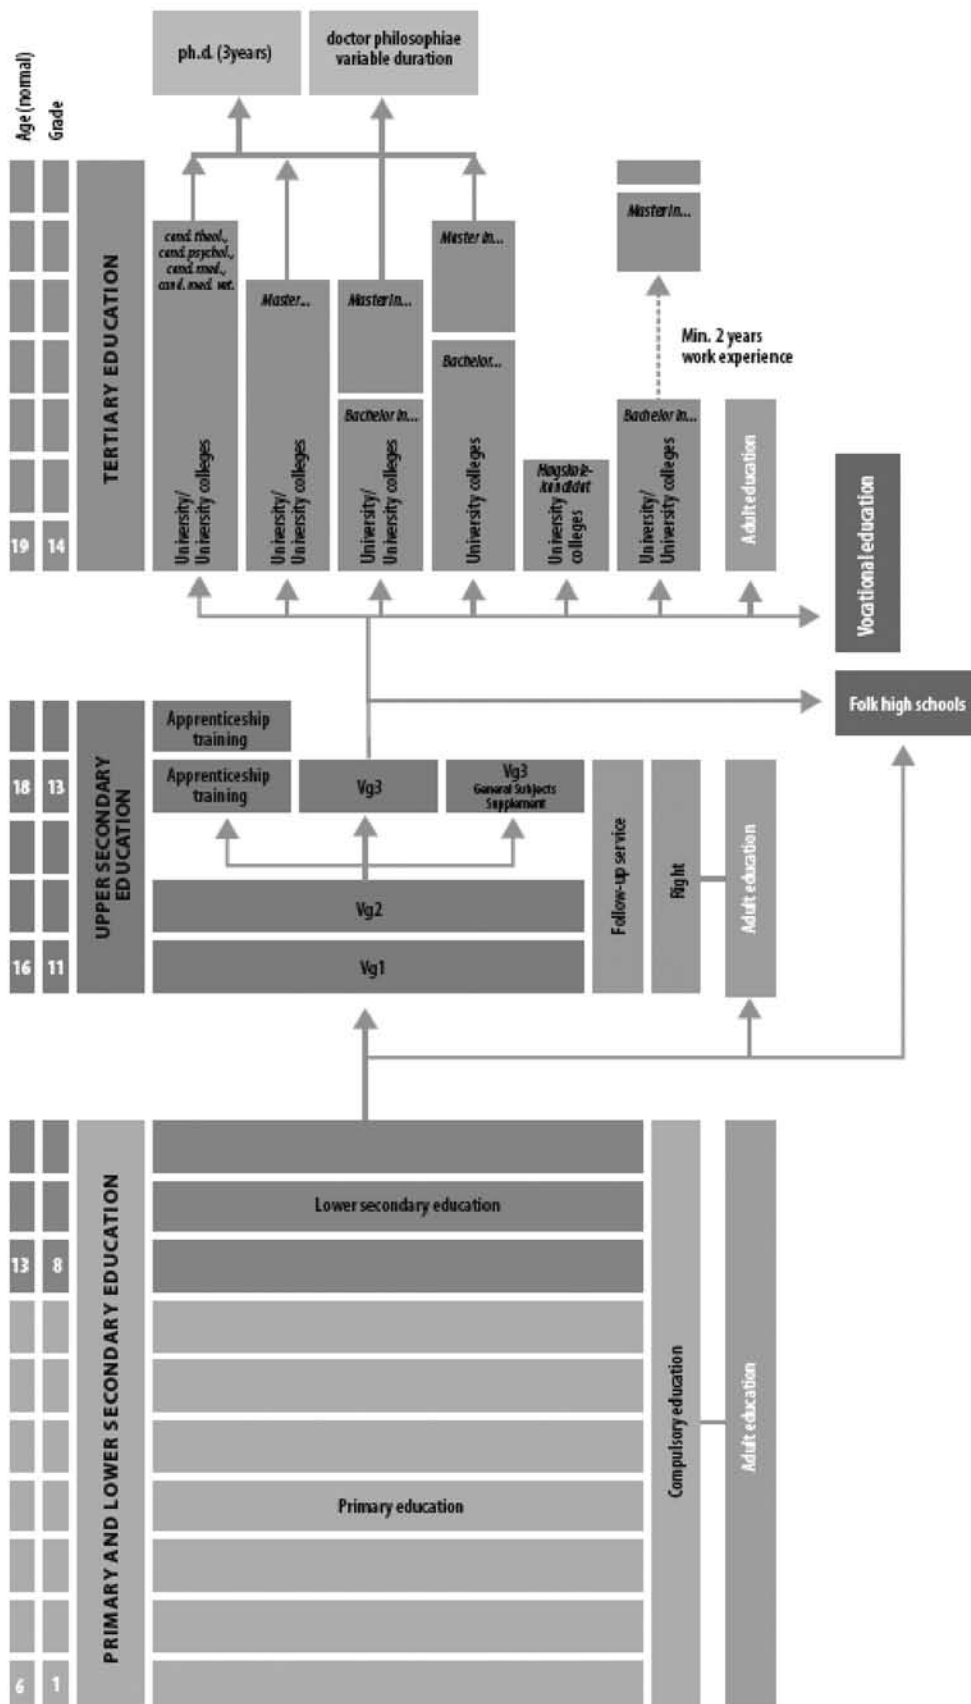 Age (normal)
Grade
ph.d. (3years)
doctor philosophiae
variable duration
TERTIARY EDUCATION
cand. theol.,
cand. psychol.,
cand. med.,
cand. med. vet.
University/
University colleges
Master...
University/
University colleges
Master in...
Bachelor in...
University/
University colleges
Master in...
Bachelor...
University colleges
Høgskole-
kandidat
University
colleges
Master in...
Min. 2 years
work experience
Bachelor in...
University/
University colleges
Adult education
19
14
Vocational education
Folk high schools
UPPER SECONDARY
EDUCATION
Apprenticeship
training
18
13
Apprenticeship
training
Vg3
Vg3
General Subjects
Supplement
Vg2
16
11
Vg1
Follow-up service
Right
Adult education
PRIMARY AND LOWER SECONDARY EDUCATION
Lower secondary education
13
8
Primary education
Compulsory education
Adult education
6
1